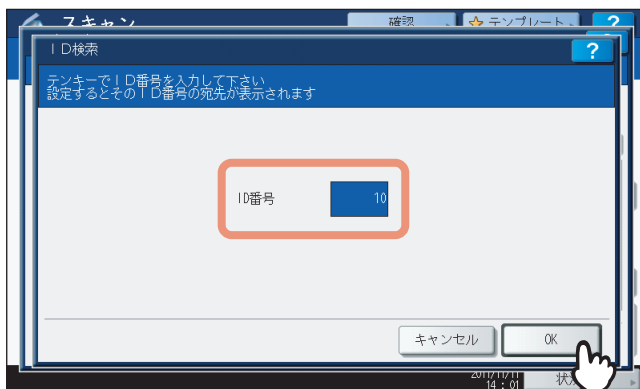 スキャン
確認
テンプレート
?
ID検索
?
テンキーでID番号を入力して下さい
設定するとそのID番号の宛先が表示されます
ID番号
10
キャンセル
OK
2011/11/11
14:01